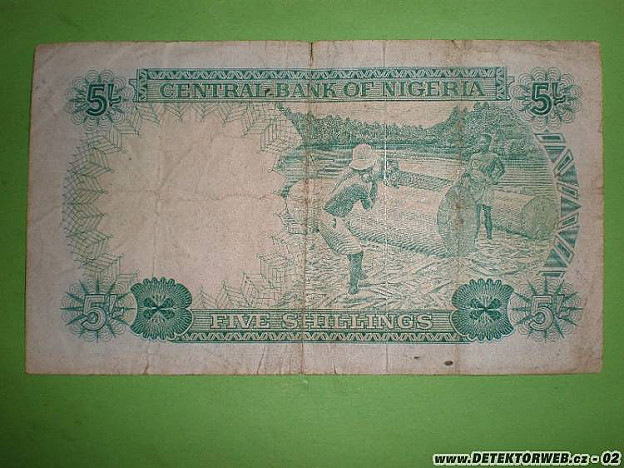 5/- CENTRAL BANK OF NIGERIA 5/-
5/- FIVE SHILLINGS 5/-
www.DETEKTORWEB.cz - 02